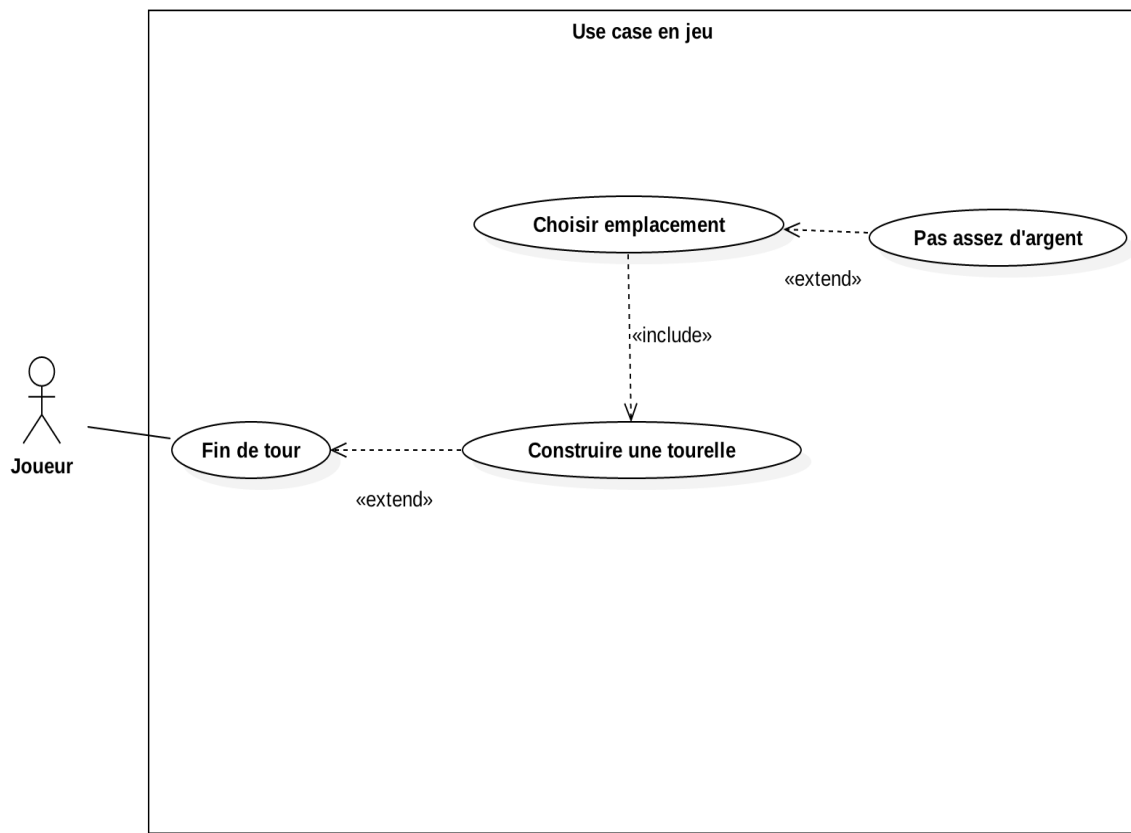 Use case en jeu
Choisir emplacement
Pas assez d'argent
«extend»
«include»
Joueur
Fin de tour
Construire une tourelle
«extend»